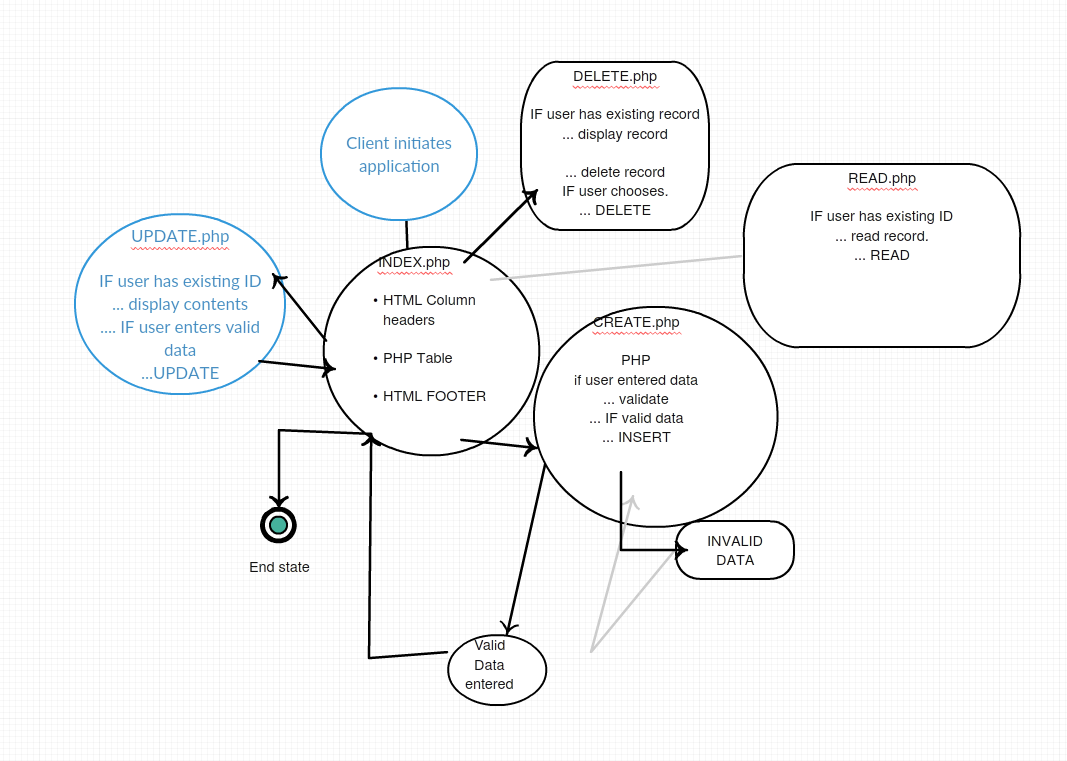 Client initiates
application
DELETE.php
IF user has existing record
... display record
... delete record
IF user chooses.
... DELETE
READ.php
IF user has existing ID
... read record.
... READ
UPDATE.php
IF user has existing ID
... display contents
.... IF user enters valid
data
...UPDATE
INDEX.php
• HTML Column
headers
• PHP Table
• HTML FOOTER
CREATE.php
PHP
if user entered data
... validate
... IF valid data
... INSERT
INVALID
DATA
End state
Valid
Data
entered